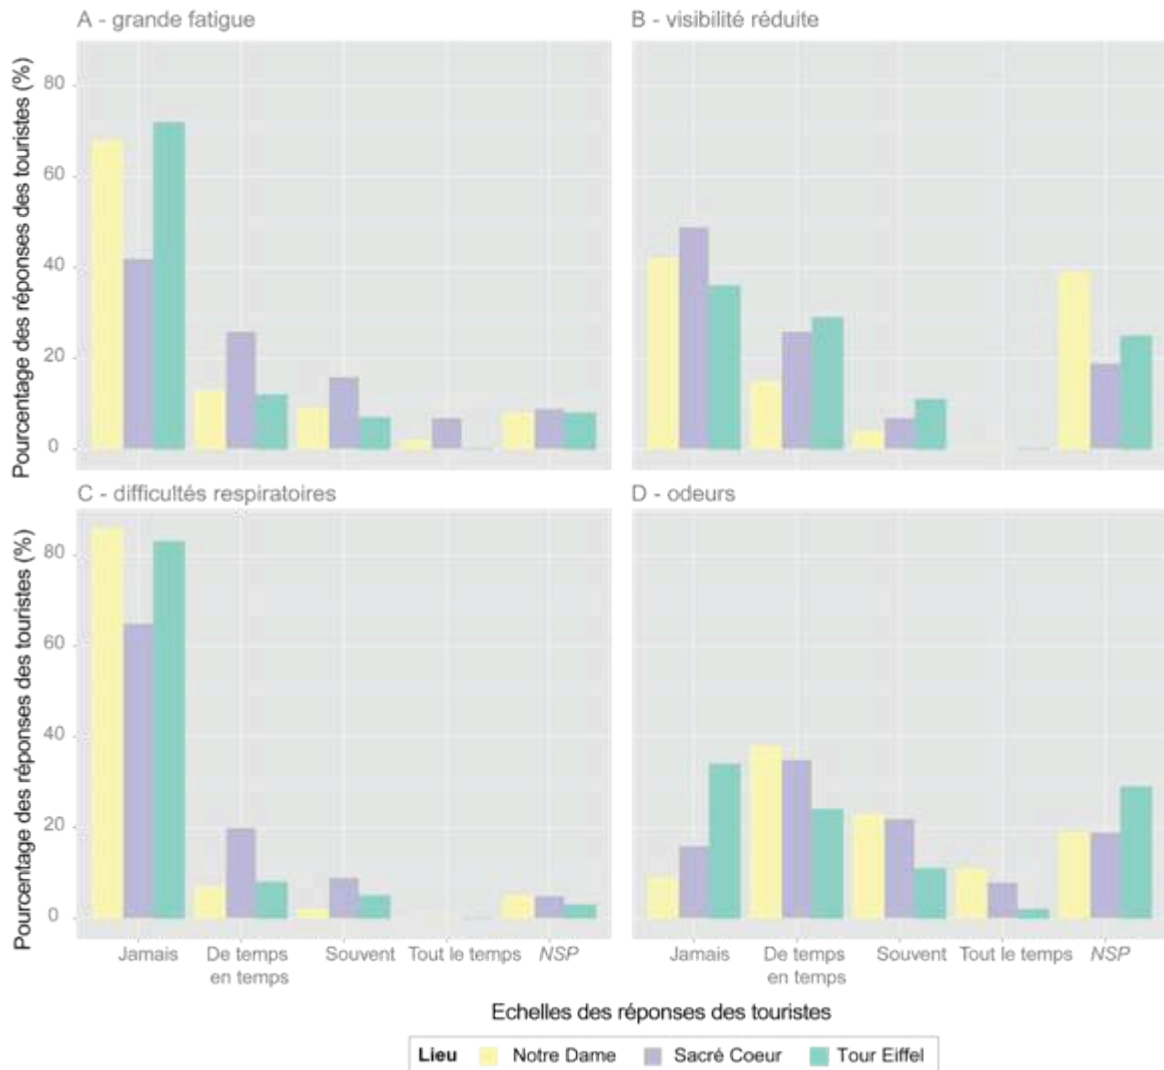 A - grande fatigue
B - visibilité réduite
Pourcentage des réponses des touristes (%)
80
60
40
20
0
C - difficultés respiratoires
D - odeurs
Pourcentage des réponses des touristes (%)
80
60
40
20
0
Jamais
De temps
en temps
Souvent
Tout le temps
NSP
Jamais
De temps
en temps
Souvent
Tout le temps
NSP
Echelles des réponses des touristes
Lieu Notre Dame Sacré Coeur Tour Eiffel